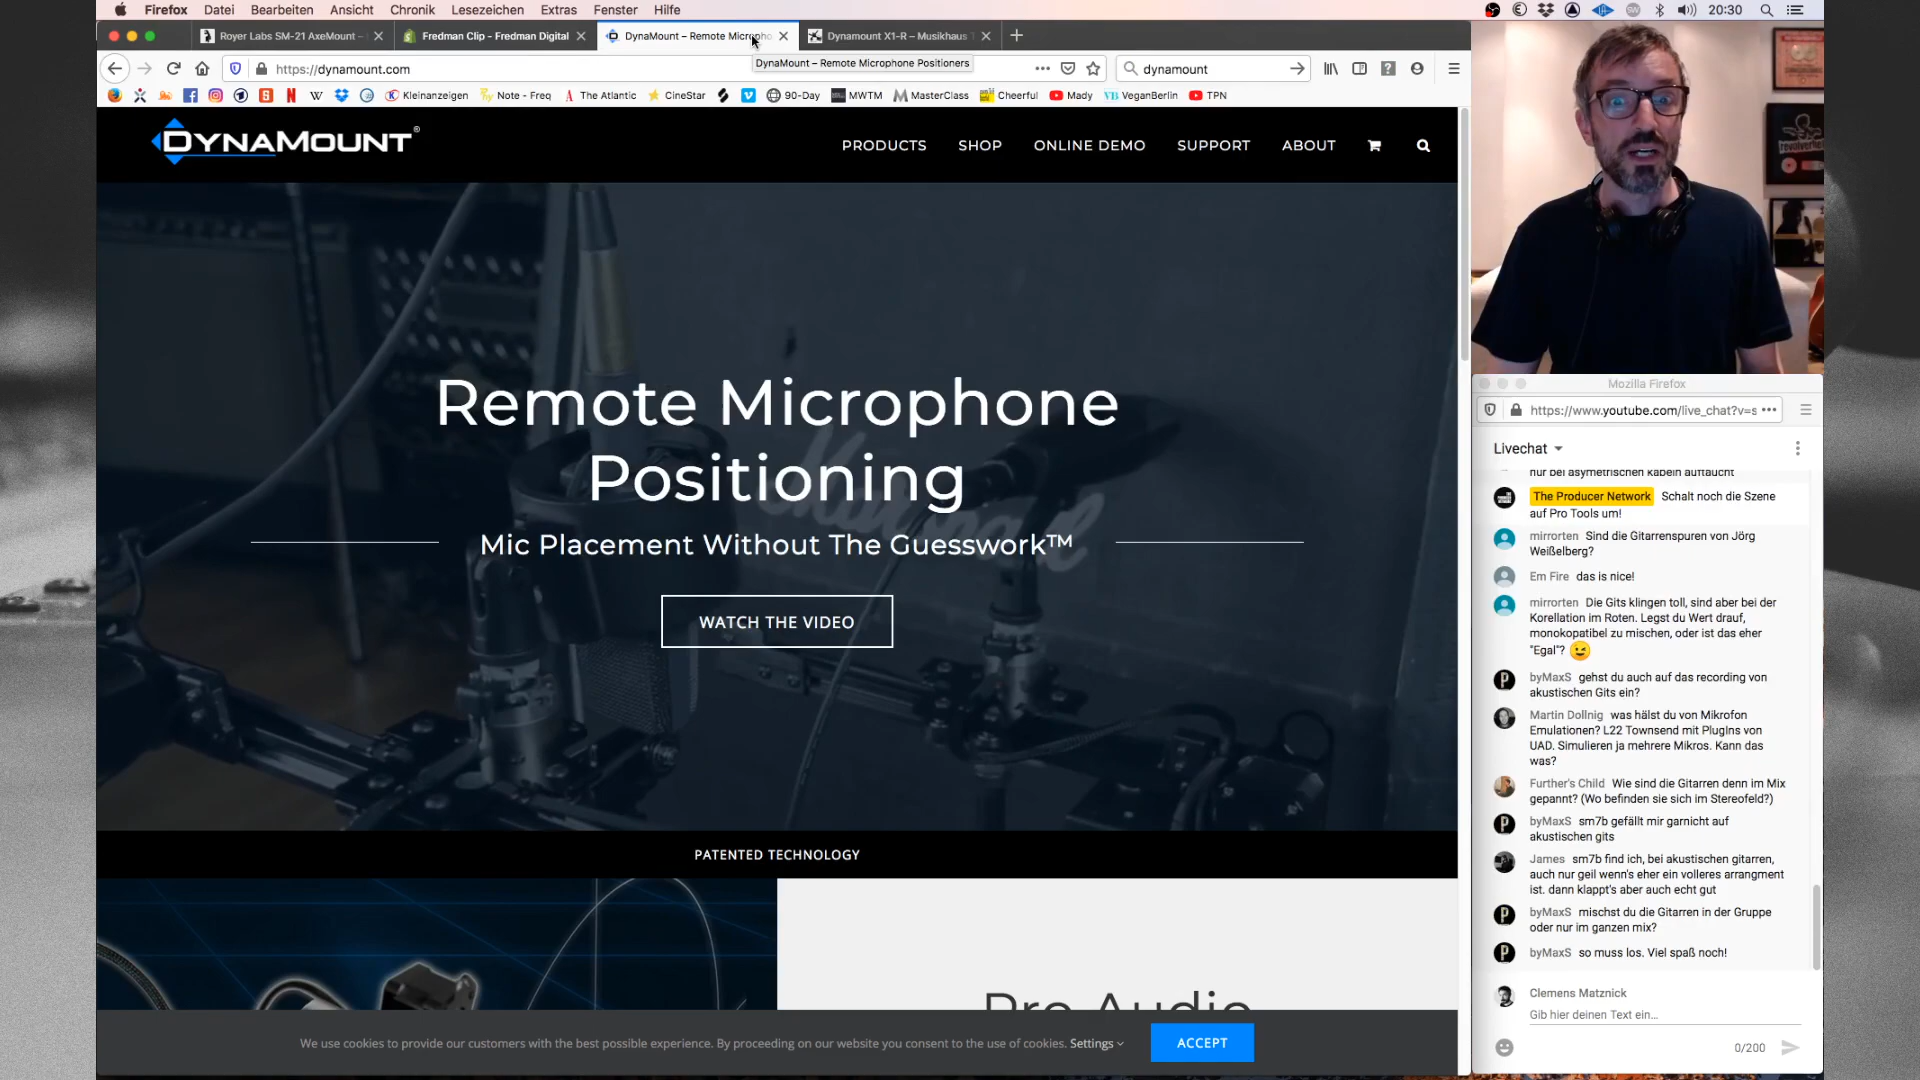 Firefox Datei Bearbeiten Ansicht Chronik Lesezeichen Extras Fenster Hilfe 20:30
Royer Labs SM-21 AxeMount – Fredman Clip - Fredman Digital DynaMount – Remote Micropho Dynamount X1-R – Musikhaus T
https://dynamount.com dynamount
DynaMount – Remote Microphone Positioners
Kleinanzeigen Note - Freq The Atlantic CineStar 90-Day MWTM MasterClass Cheerful Mady VeganBerlin TPN
DYNAMOUNT®
PRODUCTS SHOP ONLINE DEMO SUPPORT ABOUT
Remote Microphone
Positioning
Mic Placement Without The Guesswork™
WATCH THE VIDEO
PATENTED TECHNOLOGY
Pro Audio
We use cookies to provide our customers with the best possible experience. By proceeding on our website you consent to the use of cookies. Settings
ACCEPT
Mozilla Firefox
https://www.youtube.com/live_chat?v=s
Livechat
nur bei asymetrischen kabeln auftaucht
The Producer Network Schalt noch die Szene
auf Pro Tools um!
mirrorten Sind die Gitarrenspuren von Jörg
Weißelberg?
Em Fire das is nice!
mirrorten Die Gits klingen toll, sind aber bei der
Korellation im Roten. Legst du Wert drauf,
monokopatibel zu mischen, oder ist das eher
"Egal"?
byMaxS gehst du auch auf das recording von
akustischen Gits ein?
Martin Dollnig was hälst du von Mikrofon
Emulationen? L22 Townsend mit PlugIns von
UAD. Simulieren ja mehrere Mikros. Kann das
was?
Further's Child Wie sind die Gitarren denn im Mix
gepannt? (Wo befinden sie sich im Stereofeld?)
byMaxS sm7b gefällt mir garnicht auf
akustischen gits
James sm7b find ich, bei akustischen gitarren,
auch nur geil wenn's eher ein volleres arrangment
ist. dann klappt's aber auch echt gut
byMaxS mischst du die Gitarren in der Gruppe
oder nur im ganzen mix?
byMaxS so muss los. Viel spaß noch!
Clemens Matznick
Gib hier deinen Text ein...
0/200